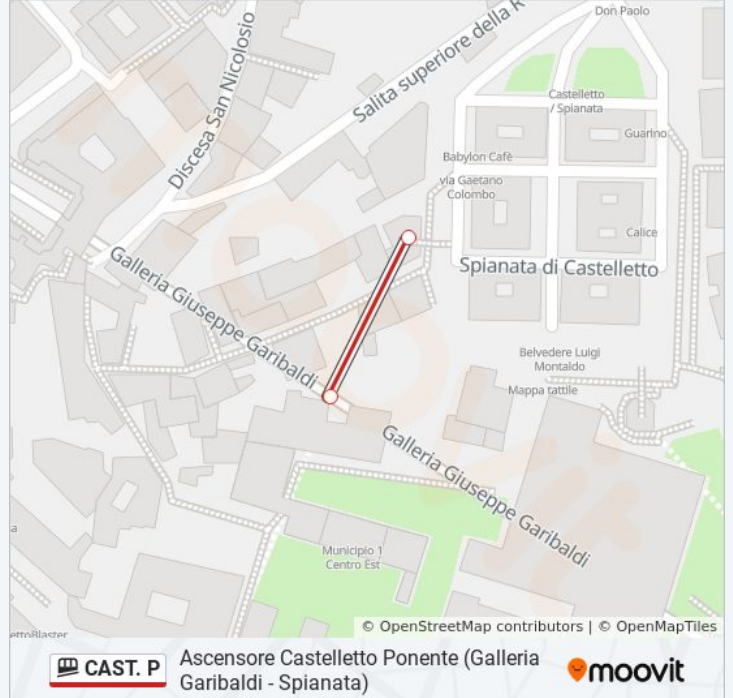 Don Paolo
Discesa San Nicolosio
Salita superiore della R
Castelletto
/ Spianata
Guarino
Babylon Cafè
via Gaetano
Colombo
Calice
Galleria Giuseppe Garibaldi
Spianata di Castelletto
Belvedere Luigi
Montaldo
Mappa tattile
Galleria Giuseppe Garibaldi
a
Municipio 1
Centro Est
ettoBlaster
© OpenStreetMap contributors | © OpenMapTiles
CAST. P
Ascensore Castelletto Ponente (Galleria
Garibaldi - Spianata)
moovit